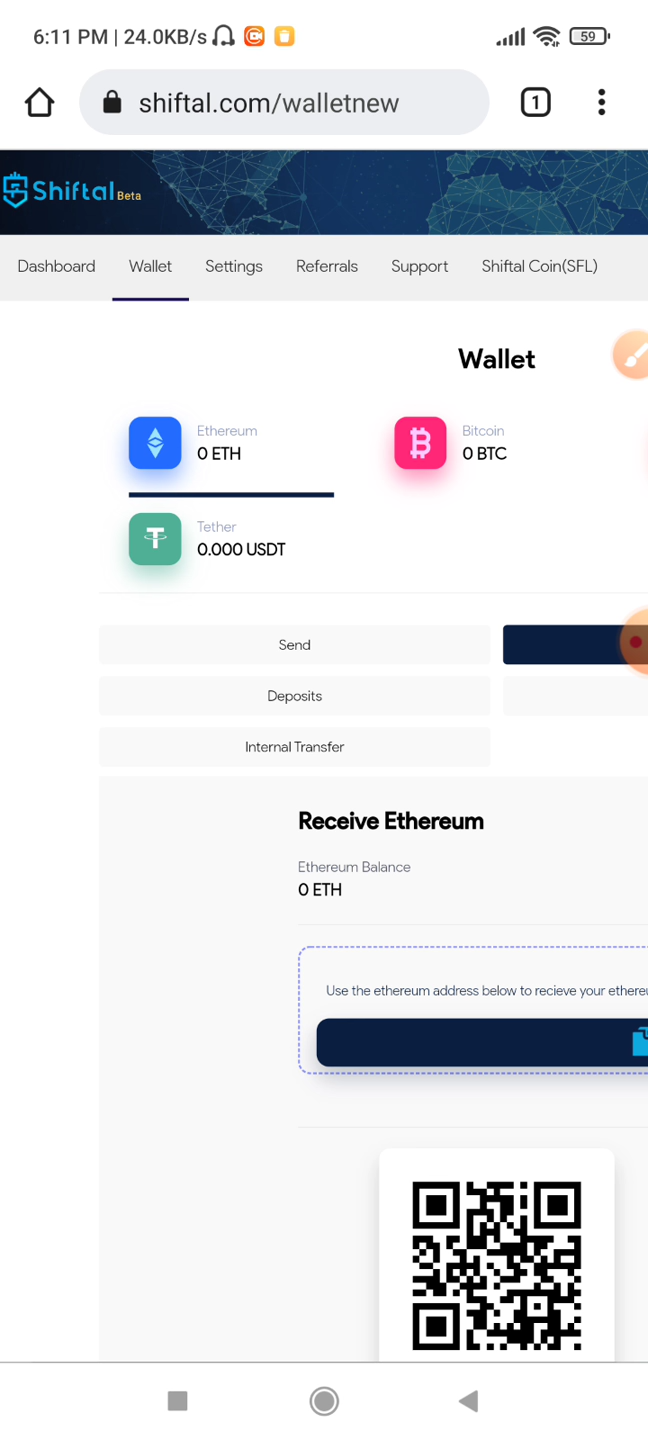 6:11 PM | 24.0KB/s 59
shiftal.com/walletnew 1
Shiftal Beta
Dashboard Wallet Settings Referrals Support Shiftal Coin(SFL)
Wallet
Ethereum Bitcoin
0 ETH 0 BTC
Tether
0.000 USDT
Send
Deposits
Internal Transfer
Receive Ethereum
Ethereum Balance
0 ETH
Use the ethereum address below to recieve your ethere